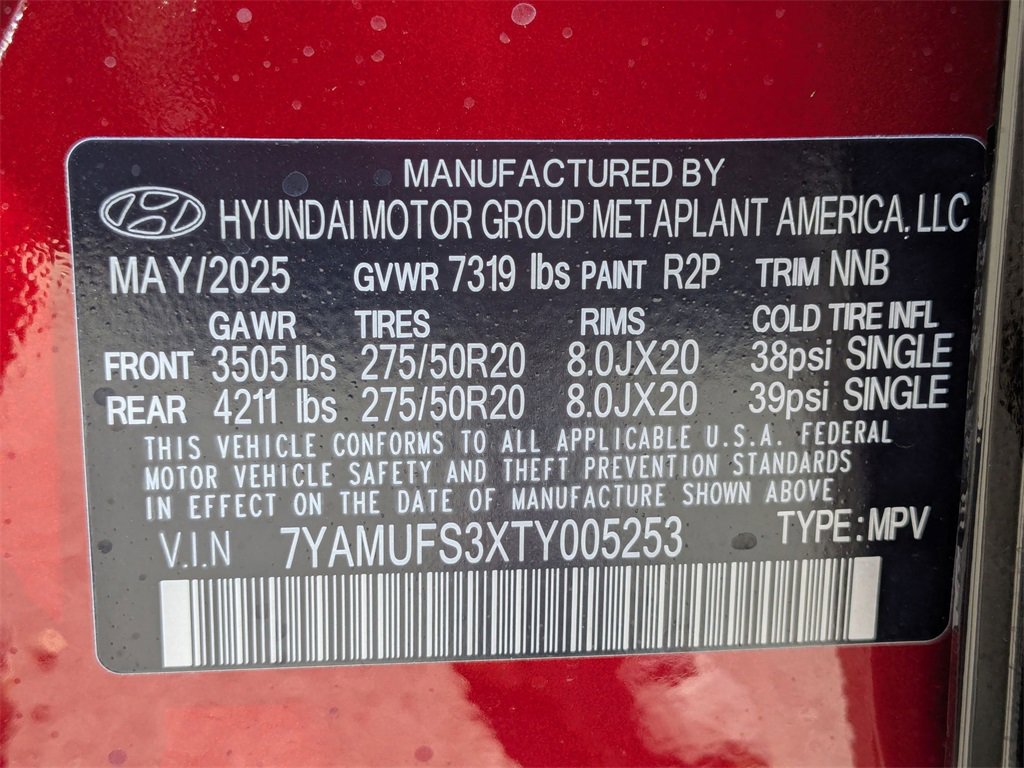 MANUFACTURED BY
HYUNDAI MOTOR GROUP METAPLANT AMERICA, LLC
MAY/2025 GVWR 7319 lbs PAINT R2P TRIM NNB
GAWR TIRES RIMS COLD TIRE INFL
FRONT 3505 lbs 275/50R20 8.0JX20 38psi SINGLE
REAR 4211 lbs 275/50R20 8.0JX20 39psi SINGLE
THIS VEHICLE CONFORMS TO ALL APPLICABLE U.S.A. FEDERAL
MOTOR VEHICLE SAFETY AND THEFT PREVENTION STANDARDS
IN EFFECT ON THE DATE OF MANUFACTURE SHOWN ABOVE.
V.I.N 7YAMUFS3XTY005253 TYPE: MPV